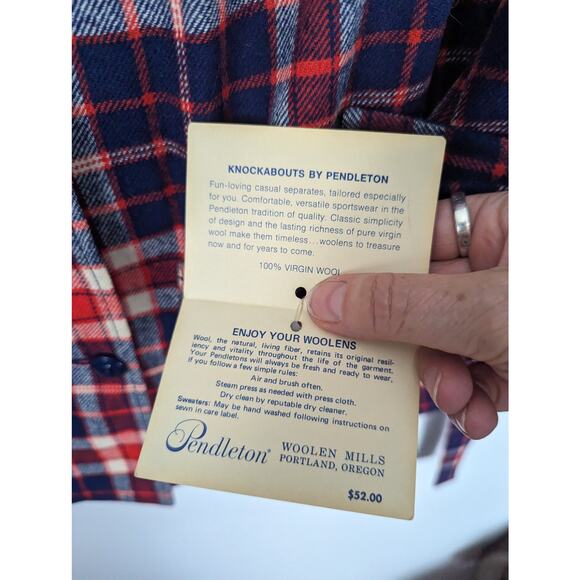 KNOCKABOUTS BY PENDLETON
Fun-loving casual separates, tailored especially
for you. Comfortable, versatile sportswear in the
Pendleton tradition of quality. Classic simplicity
of design and the lasting richness of pure virgin
wool make them timeless...woolens to treasure
now and for years to come.
100% VIRGIN WOOL
ENJOY YOUR WOOLENS
Wool, the natural, living fiber, retains its original resil-
iency and vitality throughout the life of the garment.
Your Pendletons will always be fresh and ready to wear,
if you follow a few simple rules:
Air and brush often.
Steam press as needed with press cloth.
Dry clean by reputable dry cleaner.
Sweaters: May be hand washed following instructions on
sewn in care label.
Pendleton® WOOLEN MILLS
PORTLAND, OREGON
$52.00